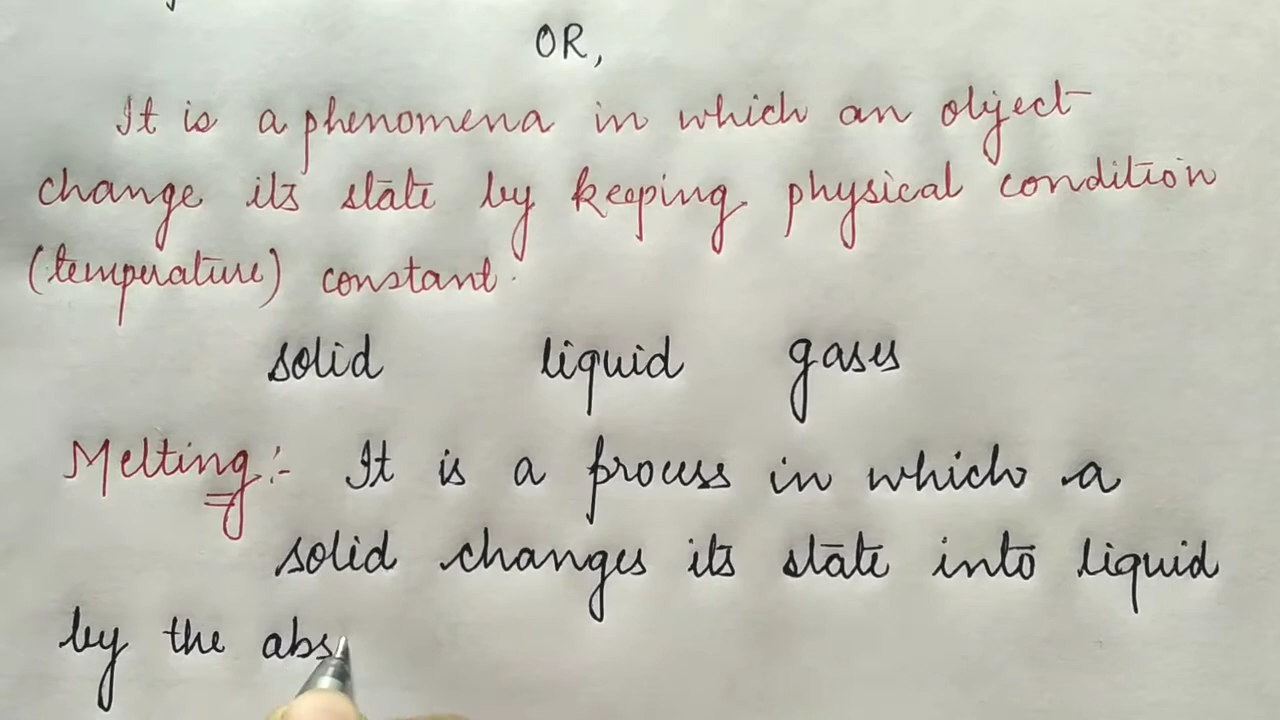 OR,
It is a phenomena in which an object
change its state by keeping physical condition
(temperature) constant.
solid liquid gases
Melting :- It is a process in which a
solid changes its state into liquid
by the abs